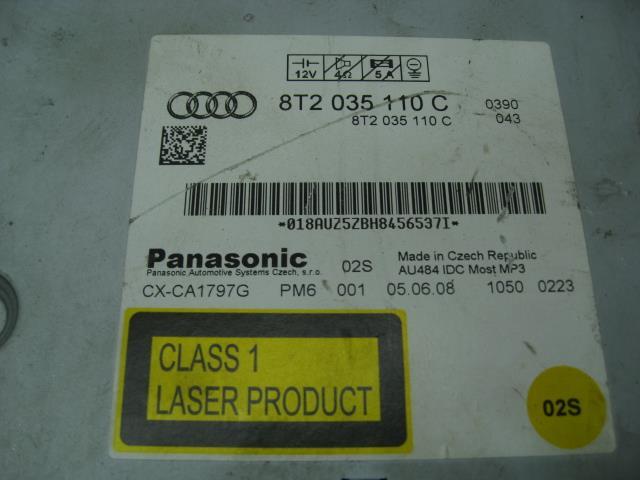 12V 4Ω 5A
8T2 035 110 C 0390
8T2 035 110 C 043
*018AUZ5ZBH8456537I*
Panasonic
Panasonic Automotive Systems Czech, s.r.o.
02S
Made in Czech Republic
AU484 IDC Most MP3
CX-CA1797G PM6 001 05.06.08 1050 0223
CLASS 1
LASER PRODUCT
02S